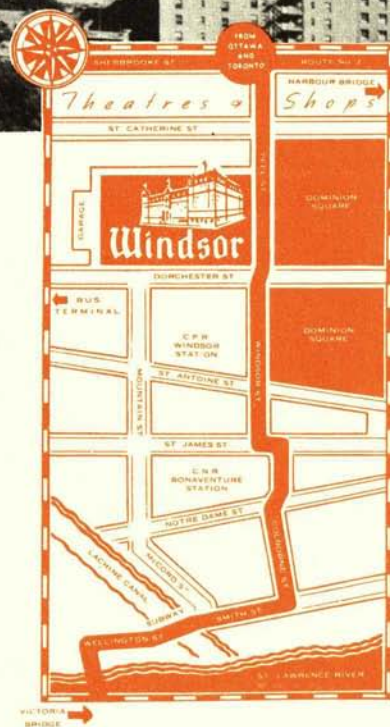 FROM
OTTAWA
AND
TORONTO
SHERBROOKE ST.
ROUTE No. 2
HARBOUR BRIDGE
Theatres & Shops
ST. CATHERINE ST
PEEL ST.
GARAGE
Windsor
DOMINION
SQUARE
DORCHESTER ST
BUS
TERMINAL
C.P.R
WINDSOR
STATION
DOMINION
SQUARE
WINDSOR ST.
MOUNTAIN ST
ST. ANTOINE ST
ST. JAMES ST
C.N.R
BONAVENTURE
STATION
NOTRE DAME ST
COLBORNE ST.
McCORD ST
LACHINE CANAL
SUBWAY
SMITH ST.
WELLINGTON ST
ST. LAWRENCE RIVER
VICTORIA
BRIDGE